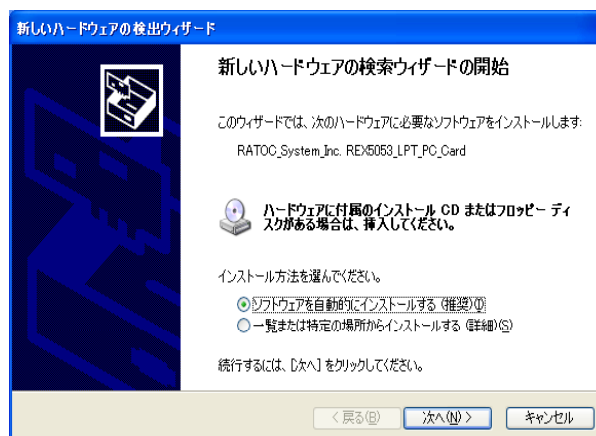 新しいハードウェアの検出ウィザード
新しいハードウェアの検索ウィザードの開始
このウィザードでは、次のハードウェアに必要なソフトウェアをインストールします:
RATOC_System_Inc. REX5053_LPT_PC_Card
ハードウェアに付属のインストール CD またはフロッピー ディ
スクがある場合は、挿入してください。
インストール方法を選んでください。
ソフトウェアを自動的にインストールする (推奨)(I)
一覧または特定の場所からインストールする (詳細)(S)
続行するには、[次へ] をクリックしてください。
< 戻る(B) 次へ(N) > キャンセル